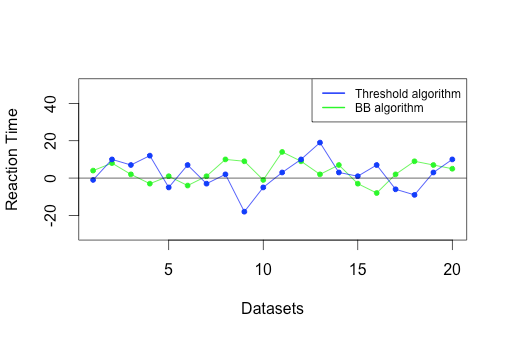 Threshold algorithm
BB algorithm
40
20
0
-20
Reaction Time
5 10 15 20
Datasets